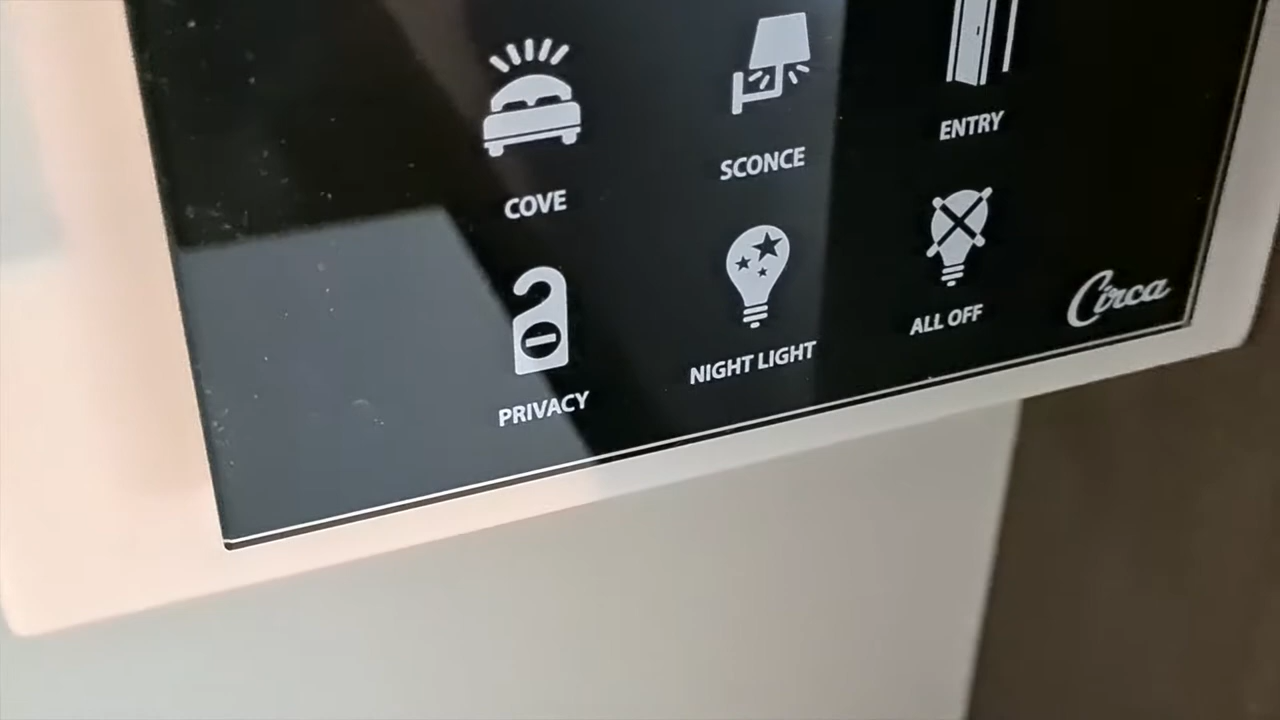 COVE
SCONCE
ENTRY
PRIVACY
NIGHT LIGHT
ALL OFF
Circa